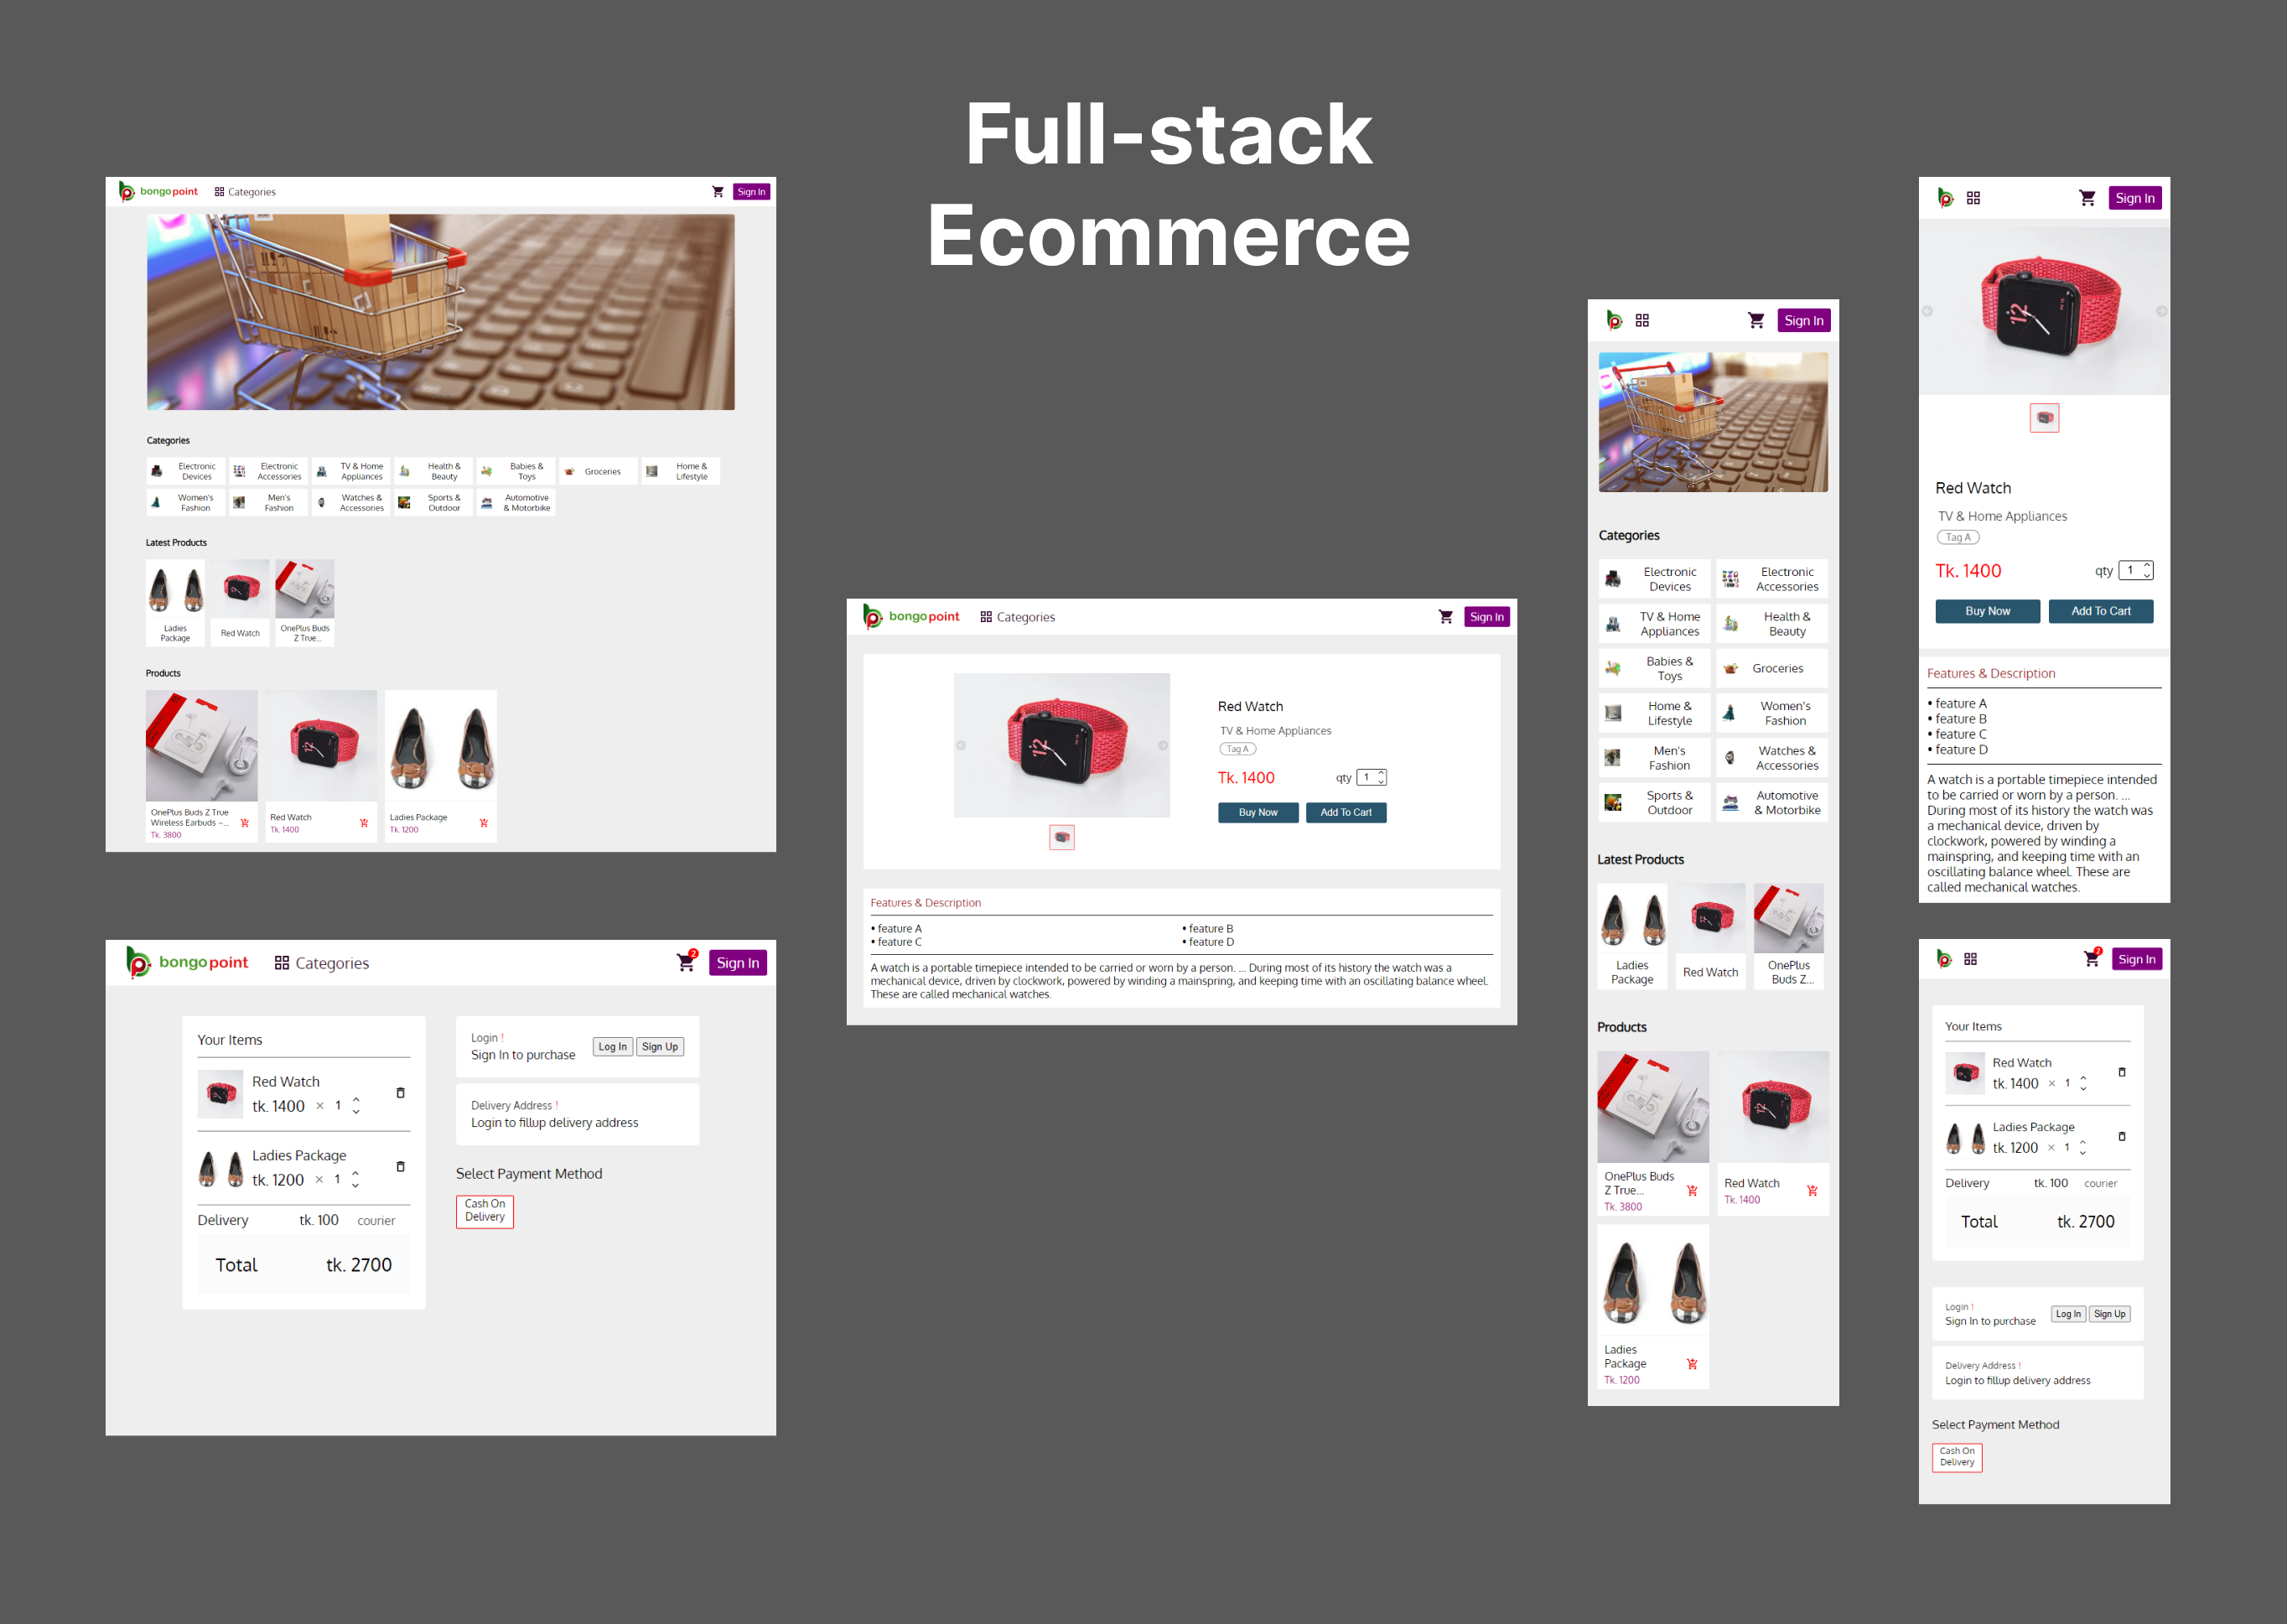 Full-stack
Ecommerce
bongopoint
Categories
Sign In
Categories
Electronic
Devices
Electronic
Accessories
TV & Home
Appliances
Health &
Beauty
Babies &
Toys
Groceries
Home &
Lifestyle
Women's
Fashion
Men's
Fashion
Watches &
Accessories
Sports &
Outdoor
Automotive
& Motorbike
Latest Products
Ladies
Package
Red Watch
OnePlus Buds
Z True...
Products
OnePlus Buds Z True
Wireless Earbuds –...
Tk. 3800
Red Watch
Tk. 1400
Ladies Package
Tk. 1200
bongopoint
Categories
2
Sign In
Your Items
Red Watch
tk. 1400 × 1
Ladies Package
tk. 1200 × 1
Delivery tk. 100 courier
Total tk. 2700
Login !
Sign In to purchase
Log In
Sign Up
Delivery Address !
Login to fillup delivery address
Select Payment Method
Cash On
Delivery
bongopoint
Categories
Sign In
12
Red Watch
TV & Home Appliances
Tag A
Tk. 1400
qty 1
Buy Now
Add To Cart
Features & Description
• feature A
• feature B
• feature C
• feature D
A watch is a portable timepiece intended to be carried or worn by a person. ... During most of its history the watch was a
mechanical device, driven by clockwork, powered by winding a mainspring, and keeping time with an oscillating balance wheel.
These are called mechanical watches.
Sign In
Categories
Electronic
Devices
Electronic
Accessories
TV & Home
Appliances
Health &
Beauty
Babies &
Toys
Groceries
Home &
Lifestyle
Women's
Fashion
Men's
Fashion
Watches &
Accessories
Sports &
Outdoor
Automotive
& Motorbike
Latest Products
Ladies
Package
Red Watch
OnePlus
Buds Z...
Products
OnePlus Buds
Z True...
Tk. 3800
Red Watch
Tk. 1400
Ladies
Package
Tk. 1200
Sign In
12
Red Watch
TV & Home Appliances
Tag A
Tk. 1400
qty 1
Buy Now
Add To Cart
Features & Description
• feature A
• feature B
• feature C
• feature D
A watch is a portable timepiece intended
to be carried or worn by a person. ...
During most of its history the watch was
a mechanical device, driven by
clockwork, powered by winding a
mainspring, and keeping time with an
oscillating balance wheel. These are
called mechanical watches.
2
Sign In
Your Items
Red Watch
tk. 1400 × 1
Ladies Package
tk. 1200 × 1
Delivery tk. 100 courier
Total tk. 2700
Login !
Sign In to purchase
Log In
Sign Up
Delivery Address !
Login to fillup delivery address
Select Payment Method
Cash On
Delivery